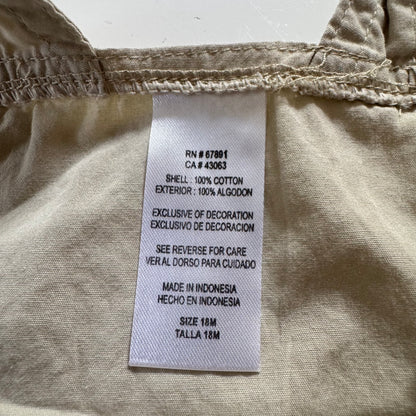 RN # 67891
CA # 43063
SHELL : 100% COTTON
EXTERIOR : 100% ALGODON
EXCLUSIVE OF DECORATION
EXCLUSIVO DE DECORACION
SEE REVERSE FOR CARE
VER AL DORSO PARA CUIDADO
MADE IN INDONESIA
HECHO EN INDONESIA
SIZE 18M
TALLA 18M